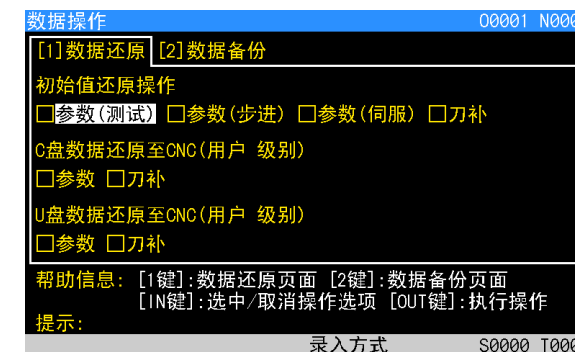 数据操作 O0001 N000
[1]数据还原 [2]数据备份
初始值还原操作
□参数(测试) □参数(步进) □参数(伺服) □刀补
C盘数据还原至CNC(用户 级别)
□参数 □刀补
U盘数据还原至CNC(用户 级别)
□参数 □刀补
帮助信息: [1键]:数据还原页面 [2键]:数据备份页面
[IN键]:选中/取消操作选项 [OUT键]:执行操作
提示:
录入方式 S0000 T000